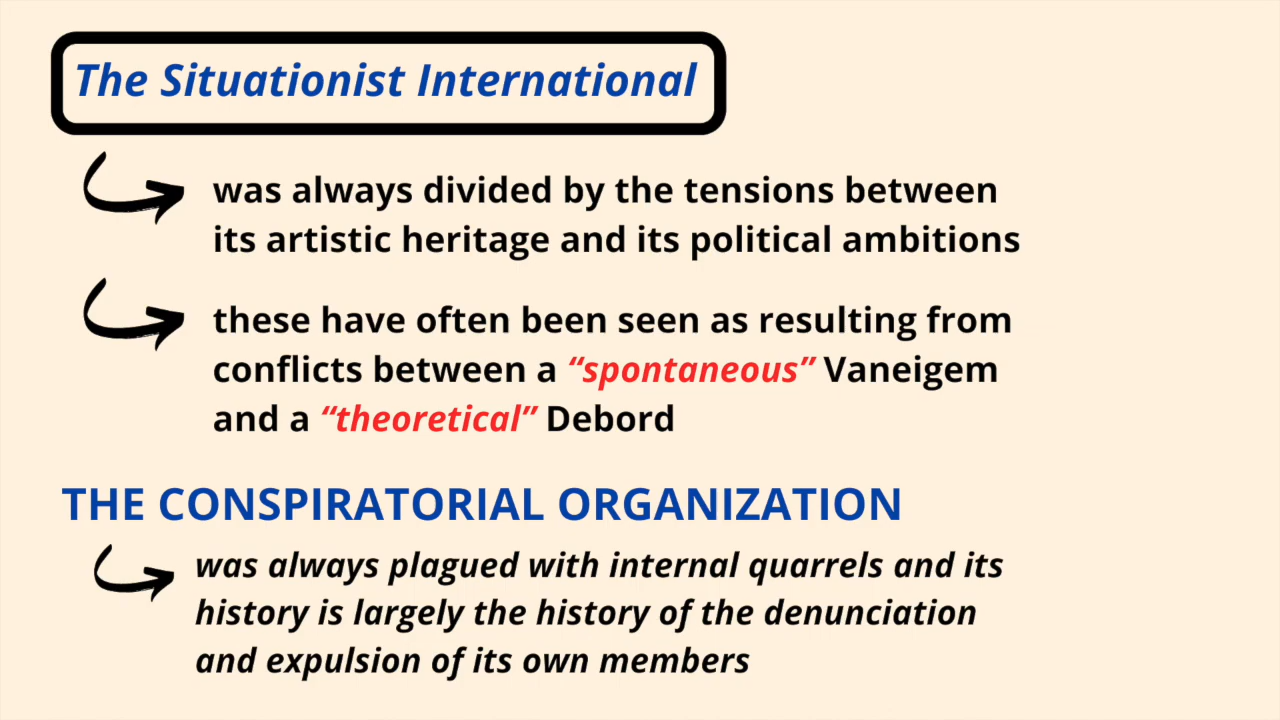 The Situationist International
was always divided by the tensions between
its artistic heritage and its political ambitions
these have often been seen as resulting from
conflicts between a “spontaneous” Vaneigem
and a “theoretical” Debord
THE CONSPIRATORIAL ORGANIZATION
was always plagued with internal quarrels and its
history is largely the history of the denunciation
and expulsion of its own members